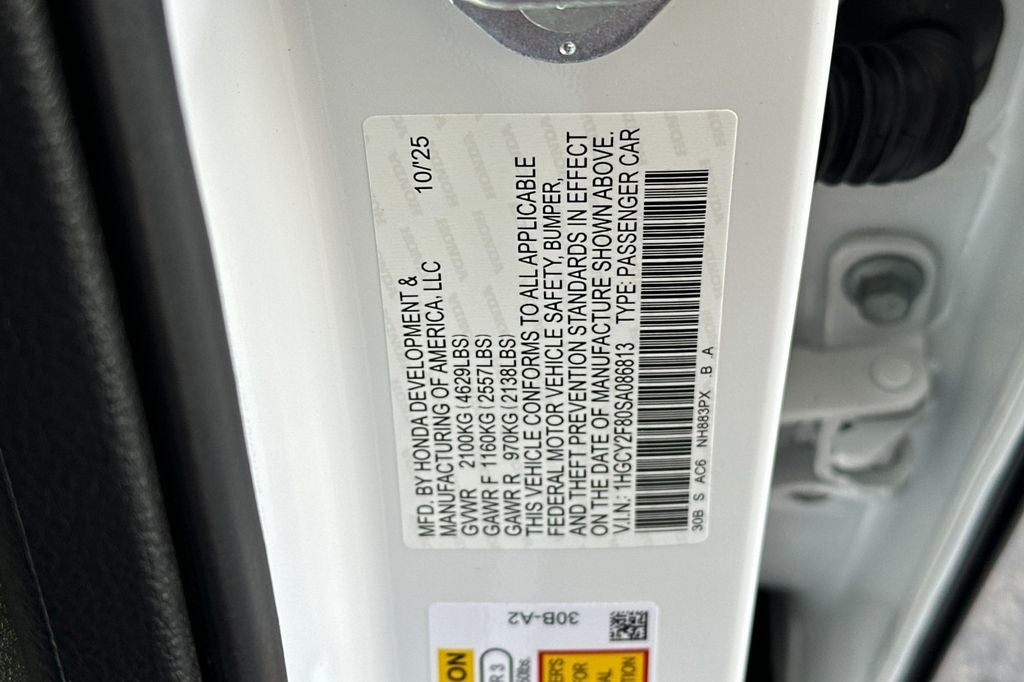 MFD. BY HONDA DEVELOPMENT & 10/'25
MANUFACTURING OF AMERICA, LLC
GVWR 2100KG (4629LBS)
GAWR F 1160KG (2557LBS)
GAWR R 970KG (2138LBS)
THIS VEHICLE CONFORMS TO ALL APPLICABLE
FEDERAL MOTOR VEHICLE SAFETY, BUMPER,
AND THEFT PREVENTION STANDARDS IN EFFECT
ON THE DATE OF MANUFACTURE SHOWN ABOVE.
V.I.N.: 1HGCY2F80SA086813 TYPE: PASSENGER CAR
30B S AC6 NH883PX .B .A
30B-A2